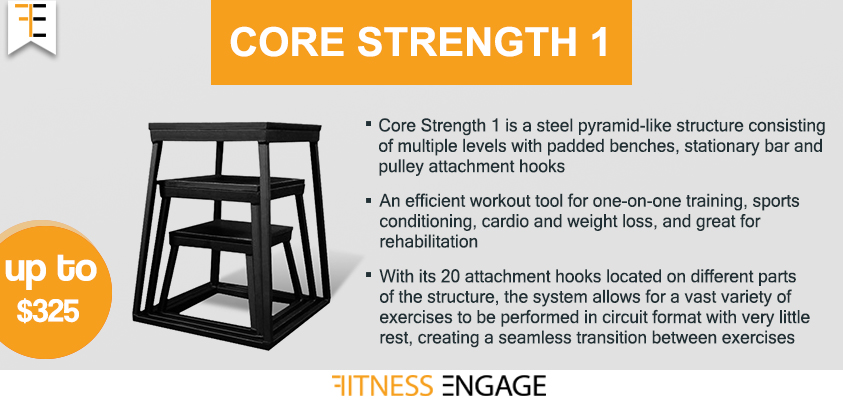 FE
CORE STRENGTH 1
Core Strength 1 is a steel pyramid-like structure consisting
of multiple levels with padded benches, stationary bar and
pulley attachment hooks
An efficient workout tool for one-on-one training, sports
conditioning, cardio and weight loss, and great for
rehabilitation
With its 20 attachment hooks located on different parts
of the structure, the system allows for a vast variety of
exercises to be performed in circuit format with very little
rest, creating a seamless transition between exercises
up to
$325
FITNESS ENGAGE